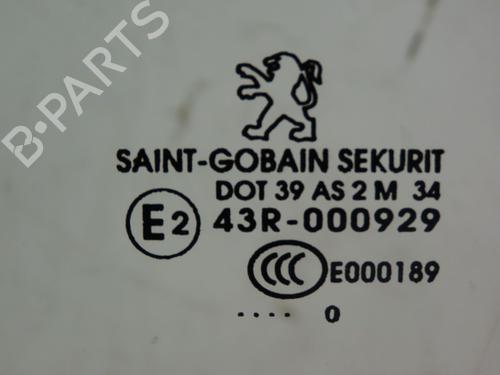 B-PARTS
SAINT-GOBAIN SEKURIT
DOT 39 AS 2 M 34
E2 43R-000929
CCC E000189
.... 0